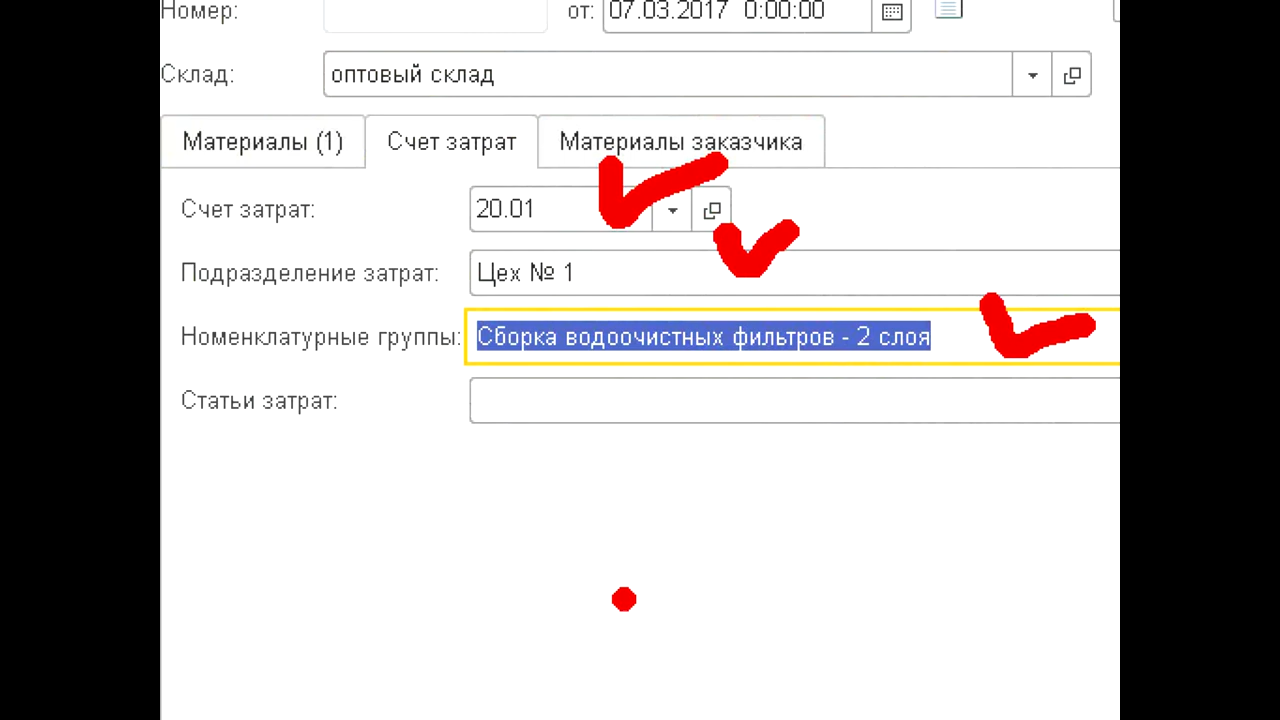 Номер: от: 07.03.2017 0:00:00
Склад: оптовый склад
Материалы (1) Счет затрат Материалы заказчика
Счет затрат: 20.01
Подразделение затрат: Цех № 1
Номенклатурные группы: Сборка водоочистных фильтров - 2 слоя
Статьи затрат: